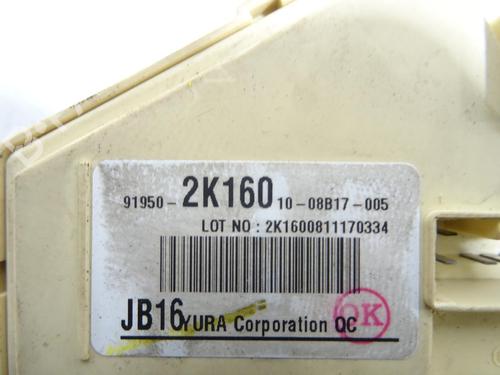 91950- 2K160 10-08B17-005
LOT NO : 2K1600811170334
JB16 YURA Corporation QC
OK